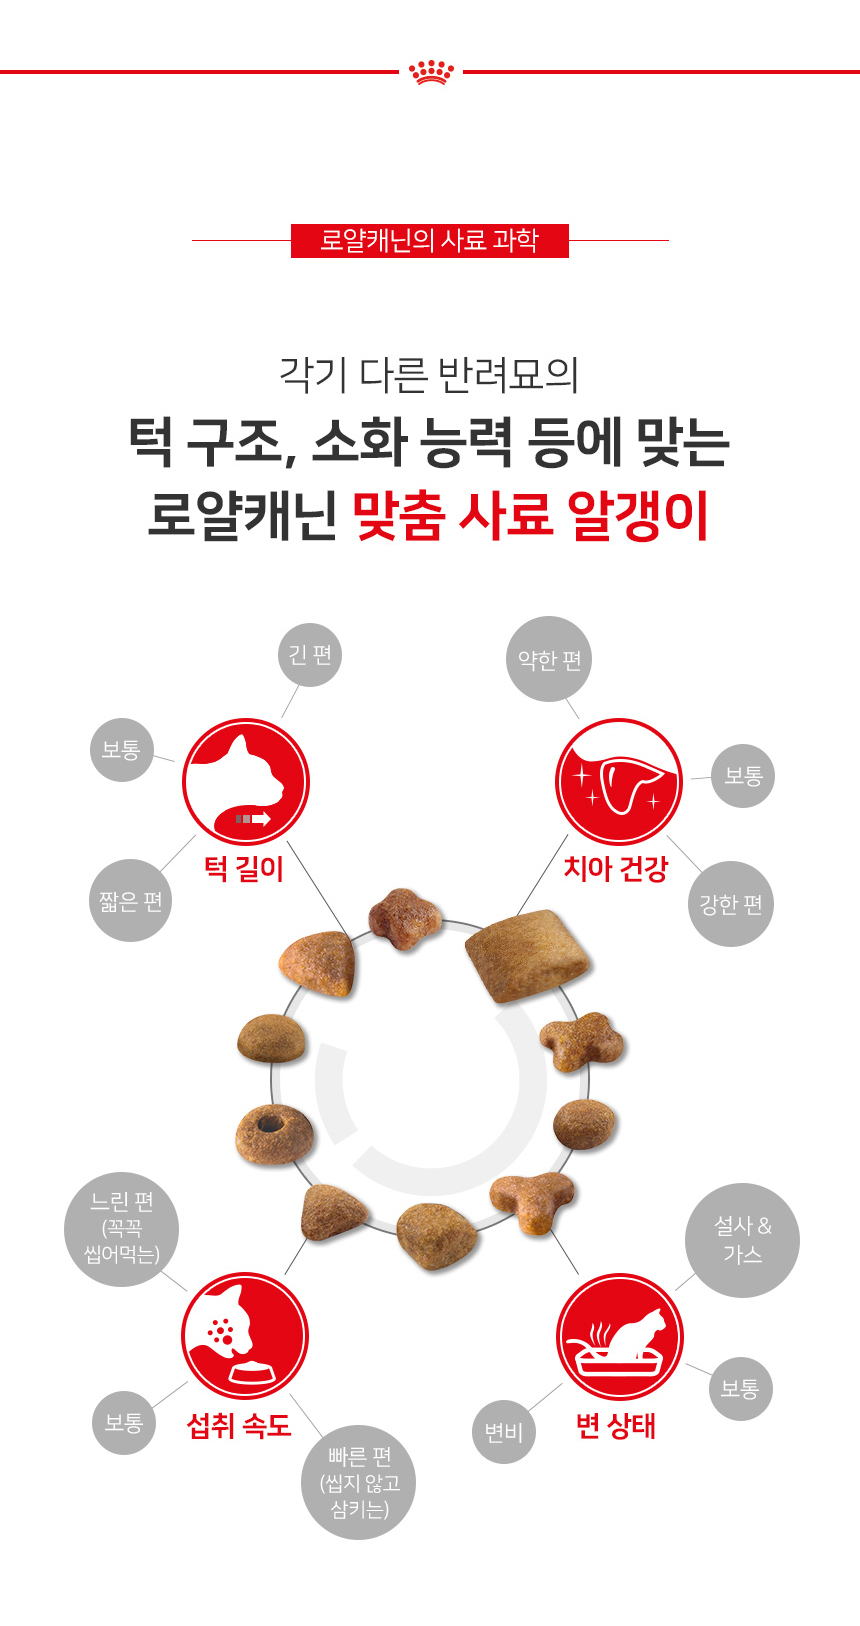 로얄캐닌의 사료 과학
각기 다른 반려묘의
턱 구조, 소화 능력 등에 맞는
로얄캐닌 맞춤 사료 알갱이
긴 편
보통
짧은 편
턱 길이
약한 편
보통
강한 편
치아 건강
느린 편
(꼭꼭
씹어먹는)
보통
빠른 편
(씹지 않고
삼키는)
섭취 속도
설사 &
가스
보통
변비
변 상태